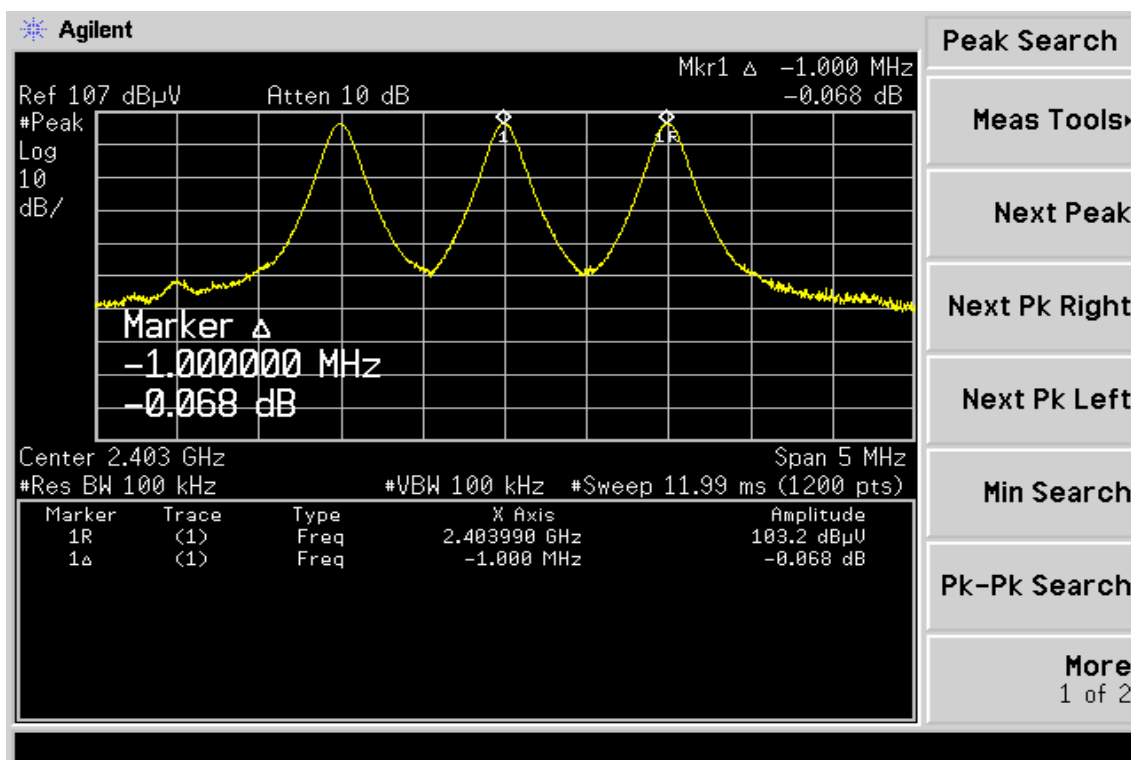 Agilent
Peak Search
Mkr1 Δ -1.000 MHz
Ref 107 dBµV Atten 10 dB -0.068 dB
#Peak
Log
10
dB/
1
1R
Marker Δ
-1.000000 MHz
-0.068 dB
Center 2.403 GHz Span 5 MHz
#Res BW 100 kHz #VBW 100 kHz #Sweep 11.99 ms (1200 pts)
Marker Trace Type X Axis Amplitude
1R (1) Freq 2.403990 GHz 103.2 dBµV
1Δ (1) Freq -1.000 MHz -0.068 dB
Meas Tools▸
Next Peak
Next Pk Right
Next Pk Left
Min Search
Pk-Pk Search
More
1 of 2